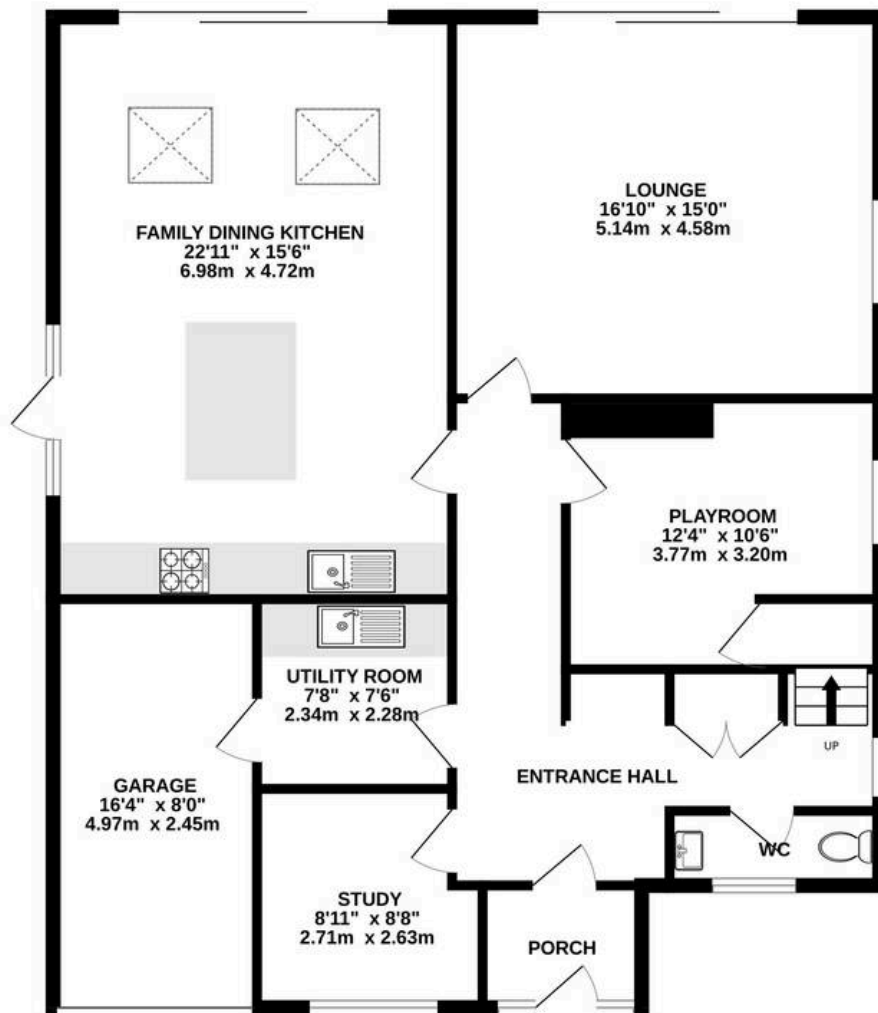 LOUNGE
16'10" x 15'0"
5.14m x 4.58m
FAMILY DINING KITCHEN
22'11" x 15'6"
6.98m x 4.72m
PLAYROOM
12'4" x 10'6"
3.77m x 3.20m
UTILITY ROOM
7'8" x 7'6"
2.34m x 2.28m
UP
ENTRANCE HALL
GARAGE
16'4" x 8'0"
4.97m x 2.45m
WC
STUDY
8'11" x 8'8"
2.71m x 2.63m
PORCH